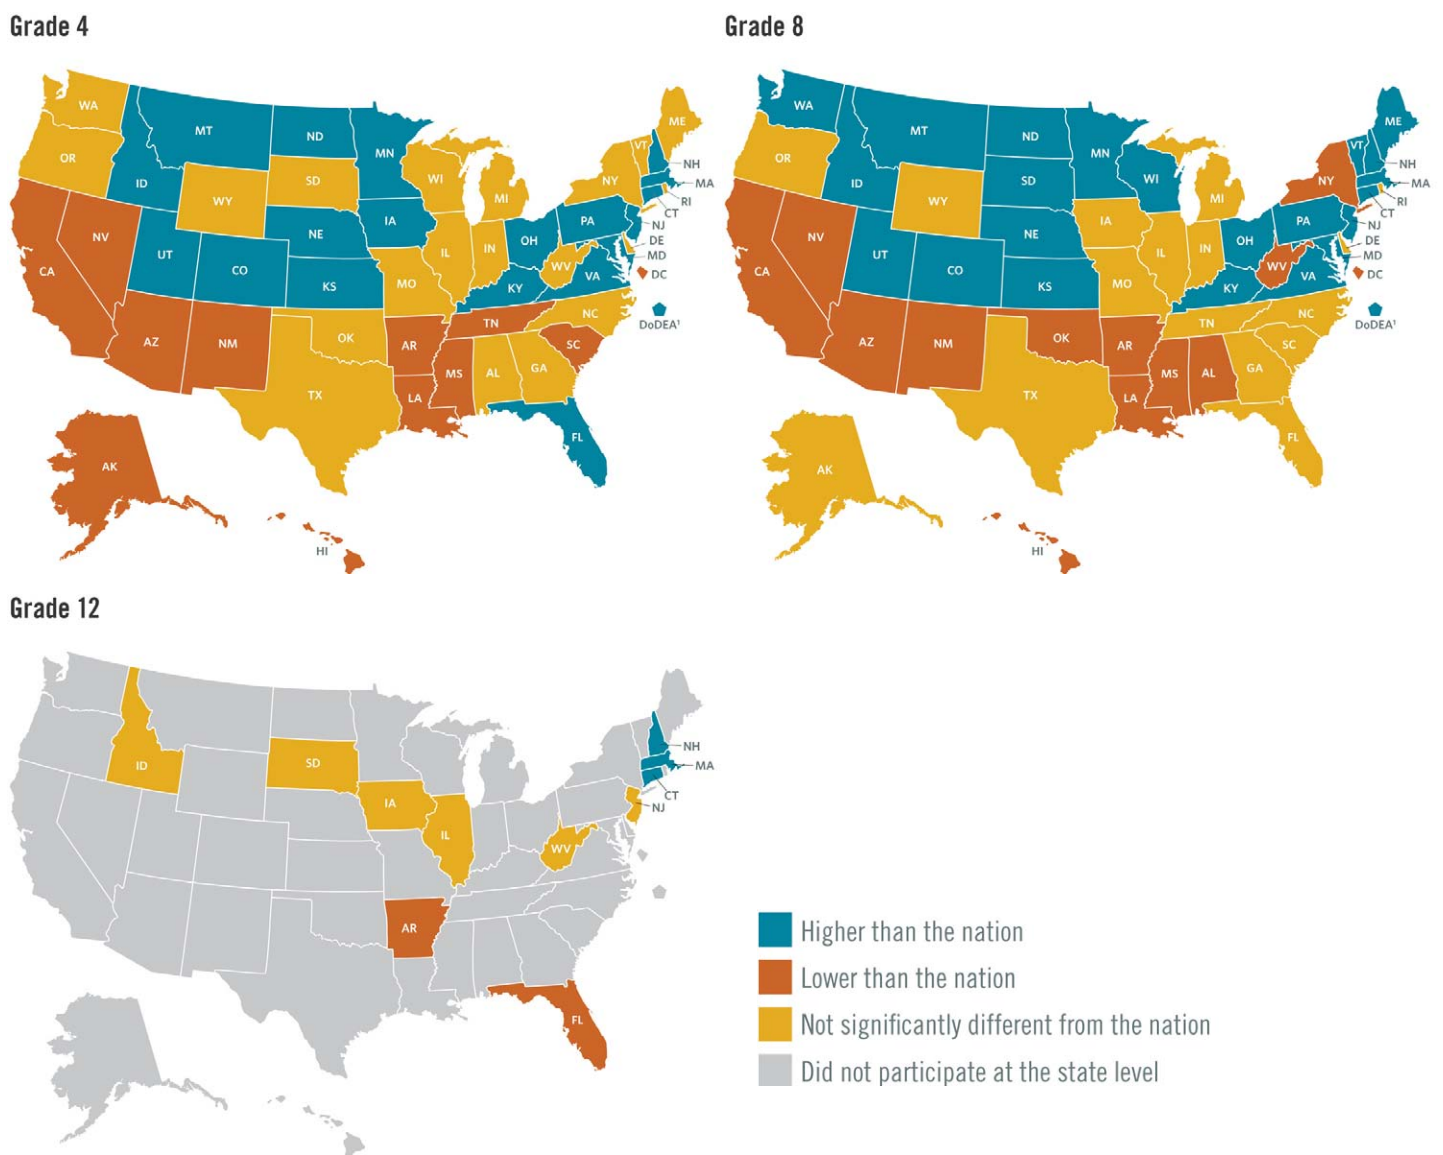 Grade 4
WA
OR
CA
NV
ID
MT
WY
UT
CO
AZ
NM
ND
SD
NE
KS
OK
TX
MN
IA
MO
AR
LA
WI
IL
MI
IN
OH
KY
TN
MS
AL
GA
FL
SC
NC
VA
WV
PA
NY
VT
ME
NH
MA
RI
CT
NJ
DE
MD
DC
DoDEA¹
AK
HI
Grade 8
WA
OR
CA
NV
ID
MT
WY
UT
CO
AZ
NM
ND
SD
NE
KS
OK
TX
MN
IA
MO
AR
LA
WI
IL
MI
IN
OH
KY
TN
MS
AL
GA
FL
SC
NC
VA
WV
PA
NY
VT
ME
NH
MA
RI
CT
NJ
DE
MD
DC
DoDEA¹
AK
HI
Grade 12
ID
SD
IA
IL
WV
AR
FL
NH
MA
CT
NJ
Higher than the nation
Lower than the nation
Not significantly different from the nation
Did not participate at the state level